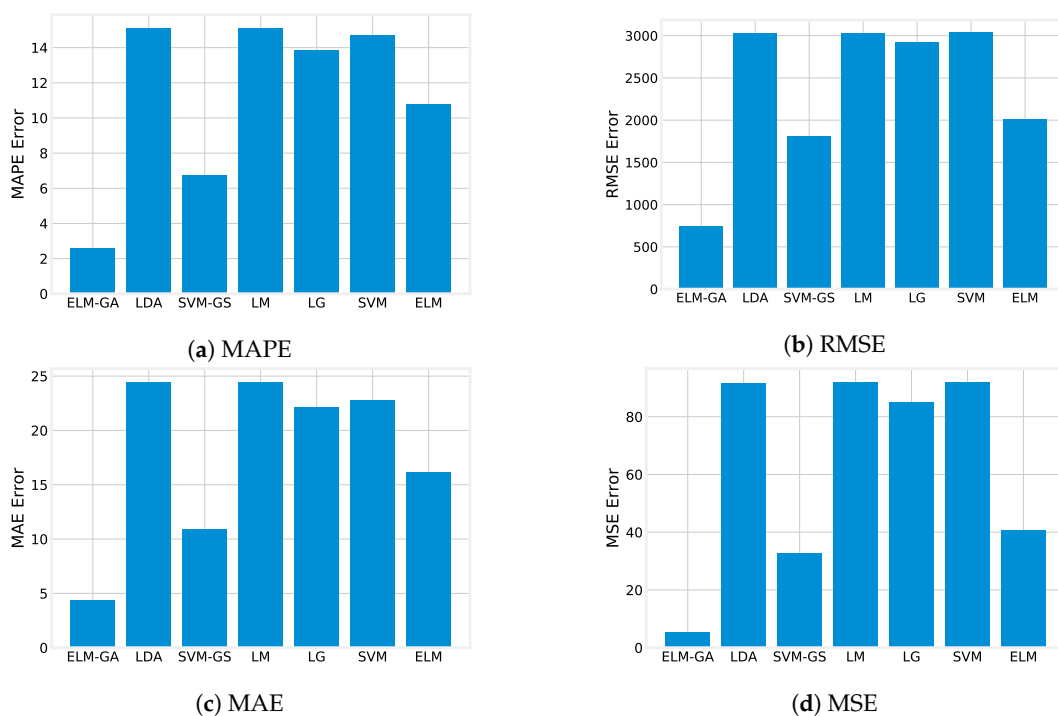 MAPE Error
14
12
10
8
6
4
2
0
ELM-GA LDA SVM-GS LM LG SVM ELM
(a) MAPE
RMSE Error
3000
2500
2000
1500
1000
500
0
ELM-GA LDA SVM-GS LM LG SVM ELM
(b) RMSE
MAE Error
25
20
15
10
5
0
ELM-GA LDA SVM-GS LM LG SVM ELM
(c) MAE
MSE Error
80
60
40
20
0
ELM-GA LDA SVM-GS LM LG SVM ELM
(d) MSE